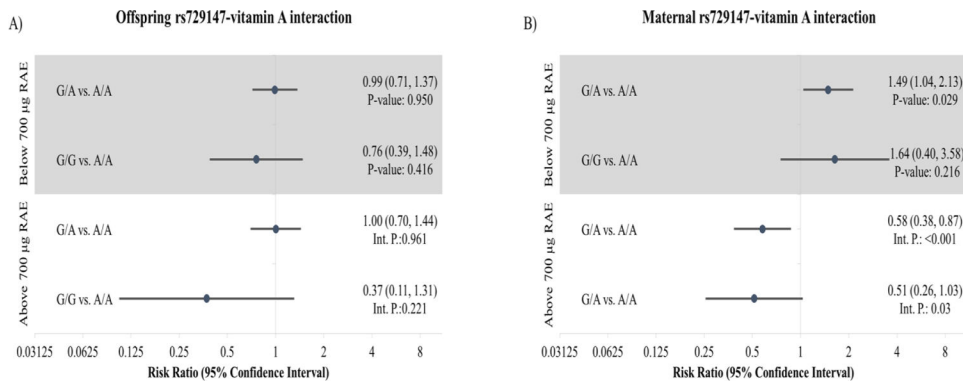 A)
Offspring rs729147-vitamin A interaction
Below 700 µg RAE
G/A vs. A/A
0.99 (0.71, 1.37)
P-value: 0.950
G/G vs. A/A
0.76 (0.39, 1.48)
P-value: 0.416
Above 700 µg RAE
G/A vs. A/A
1.00 (0.70, 1.44)
Int. P.:0.961
G/G vs. A/A
0.37 (0.11, 1.31)
Int. P.:0.221
0.03125 0.0625 0.125 0.25 0.5 1 2 4 8
Risk Ratio (95% Confidence Interval)
B)
Maternal rs729147-vitamin A interaction
Below 700 µg RAE
G/A vs. A/A
1.49 (1.04, 2.13)
P-value: 0.029
G/G vs. A/A
1.64 (0.40, 3.58)
P-value: 0.216
Above 700 µg RAE
G/A vs. A/A
0.58 (0.38, 0.87)
Int. P.: <0.001
G/A vs. A/A
0.51 (0.26, 1.03)
Int. P.: 0.03
0.03125 0.0625 0.125 0.25 0.5 1 2 4 8
Risk Ratio (95% Confidence Interval)